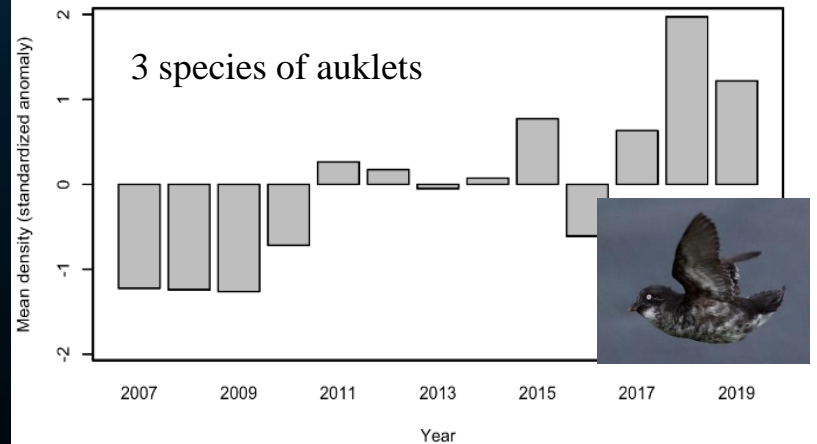 3 species of auklets
Mean density (standardized anomaly)
2
1
0
-1
-2
2007 2009 2011 2013 2015 2017 2019
Year